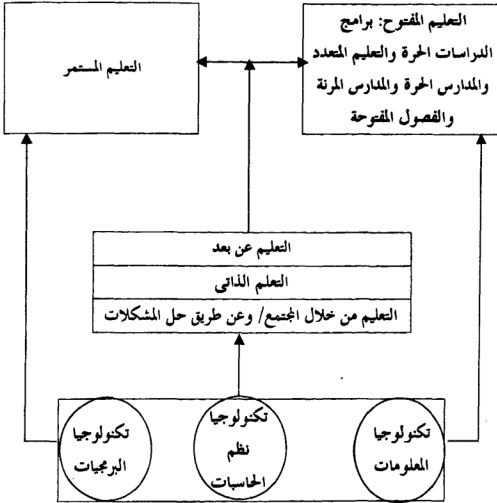 التعليم المفتوح: برامج
الدراسات الحرة والتعليم المتعدد
والمدارس الحرة والمدارس المرنة
والفصول المفتوحة
التعليم المستمر
التعليم عن بعد
التعلم الذاتى
التعليم من خلال المجتمع/ وعن طريق حل المشكلات
تكنولوجيا
المعلومات
تكنولوجيا
نظم
الحاسبات
تكنولوجيا
البرمجيات